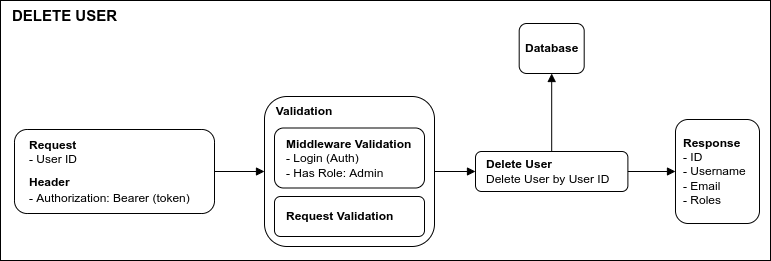 DELETE USER
Request
- User ID
Header
- Authorization: Bearer (token)
Validation
Middleware Validation
- Login (Auth)
- Has Role: Admin
Request Validation
Database
Delete User
Delete User by User ID
Response
- ID
- Username
- Email
- Roles